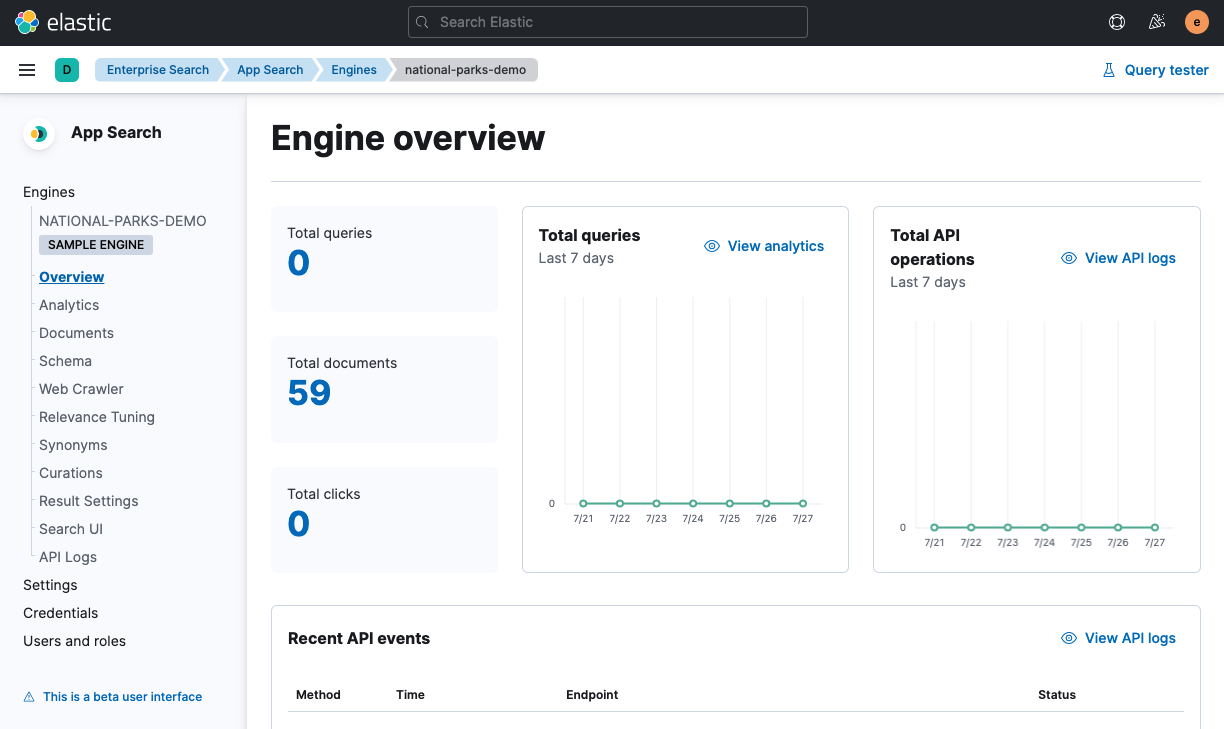 elastic
Search Elastic
e
D
Enterprise Search
App Search
Engines
national-parks-demo
Query tester
App Search
Engines
NATIONAL-PARKS-DEMO
SAMPLE ENGINE
Overview
Analytics
Documents
Schema
Web Crawler
Relevance Tuning
Synonyms
Curations
Result Settings
Search UI
API Logs
Settings
Credentials
Users and roles
This is a beta user interface
Engine overview
Total queries
0
Total documents
59
Total clicks
0
Total queries
Last 7 days
View analytics
0
7/21 7/22 7/23 7/24 7/25 7/26 7/27
Total API
operations
Last 7 days
View API logs
0
7/21 7/22 7/23 7/24 7/25 7/26 7/27
Recent API events
View API logs
Method Time Endpoint Status